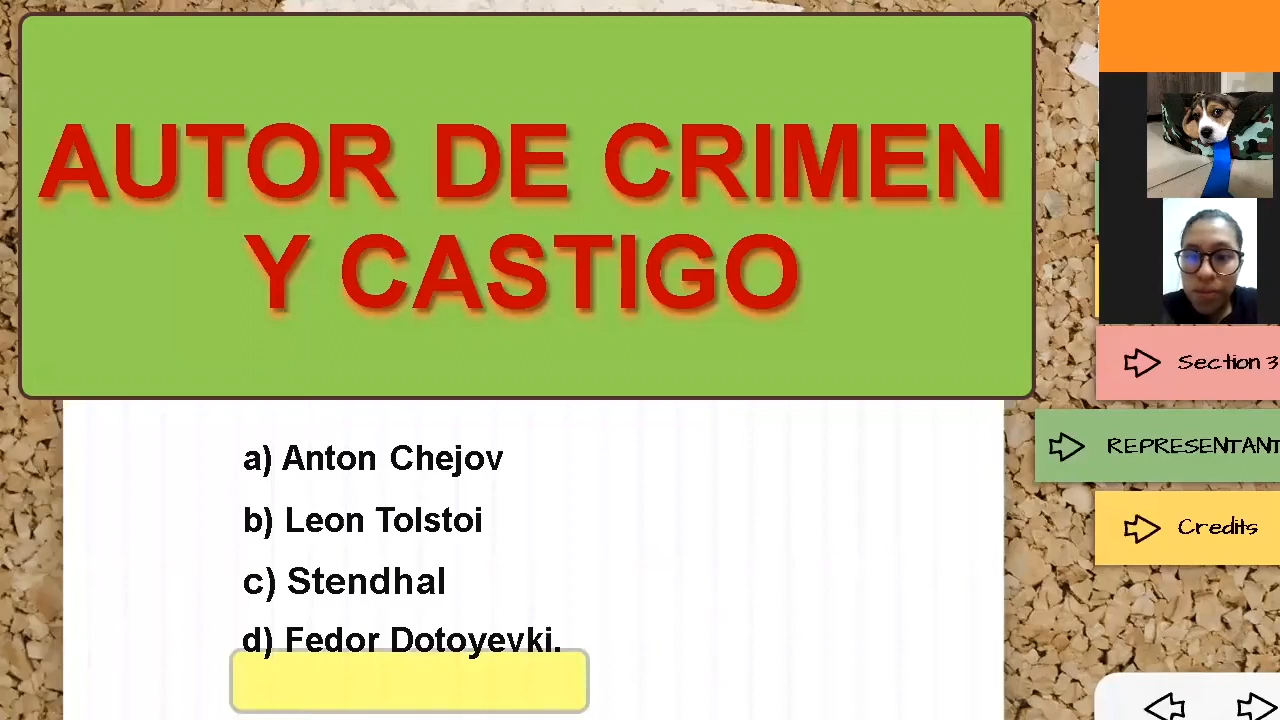 AUTOR DE CRIMEN
Y CASTIGO
a) Anton Chejov
b) Leon Tolstoi
c) Stendhal
d) Fedor Dotoyevki.
Section 3
REPRESENTANT
Credits